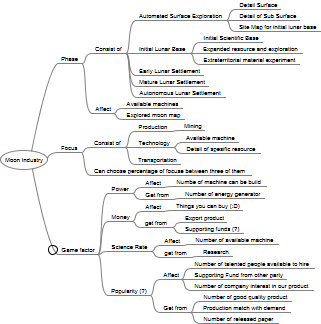 Moon Industry
Phase
Consist of
Automated Surface Exploration
Detail Surface
Detail of Sub Surface
Site Map for initial lunar base
Initial Lunar Base
Initial Scientific Base
Expanded resource and exploration
Extraterritorial material experiment
Early Lunar Settlement
Mature Lunar Settlement
Autonomous Lunar Settlement
Affect
Available machines
Explored moon map
Focus
Consist of
Production
Mining
Technology
Available machine
Detail of spesific resource
Transportation
Can choose percentage of focuse between three of them
Game factor
Power
Affect
Numbe of machine can be build
Get from
Number of energy generator
Money
Affect
Things you can buy (:D)
get from
Export product
Supporting funds (?)
Science Rate
Affect
Number of available machine
get from
Research
Popularity (?)
Affect
Number of talented people available to hire
Supporting Fund from other party
Number of company interest in our product
Get from
Number of good quality product
Production match with demand
Number of released pager